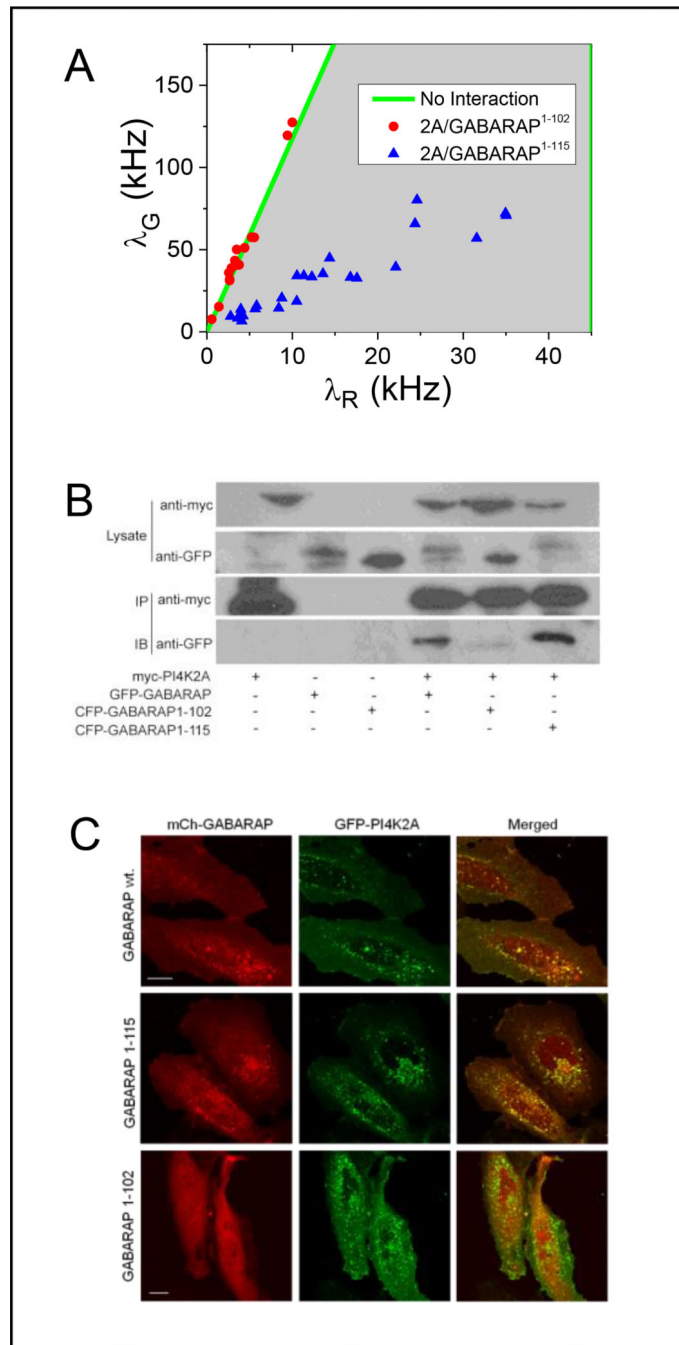 A
λG (kHz)
175
150
100
50
0
0 10 20 30 40
λR (kHz)
No Interaction
2A/GABARAP1-102
2A/GABARAP1-115
B
Lysate
anti-myc
anti-GFP
IP
anti-myc
IB
anti-GFP
myc-PI4K2A + - - + + +
GFP-GABARAP - + - + - -
CFP-GABARAP1-102 - - + - + -
CFP-GABARAP1-115 - - - - - +
C
mCh-GABARAP GFP-PI4K2A Merged
GABARAP wt.
GABARAP 1-115
GABARAP 1-102